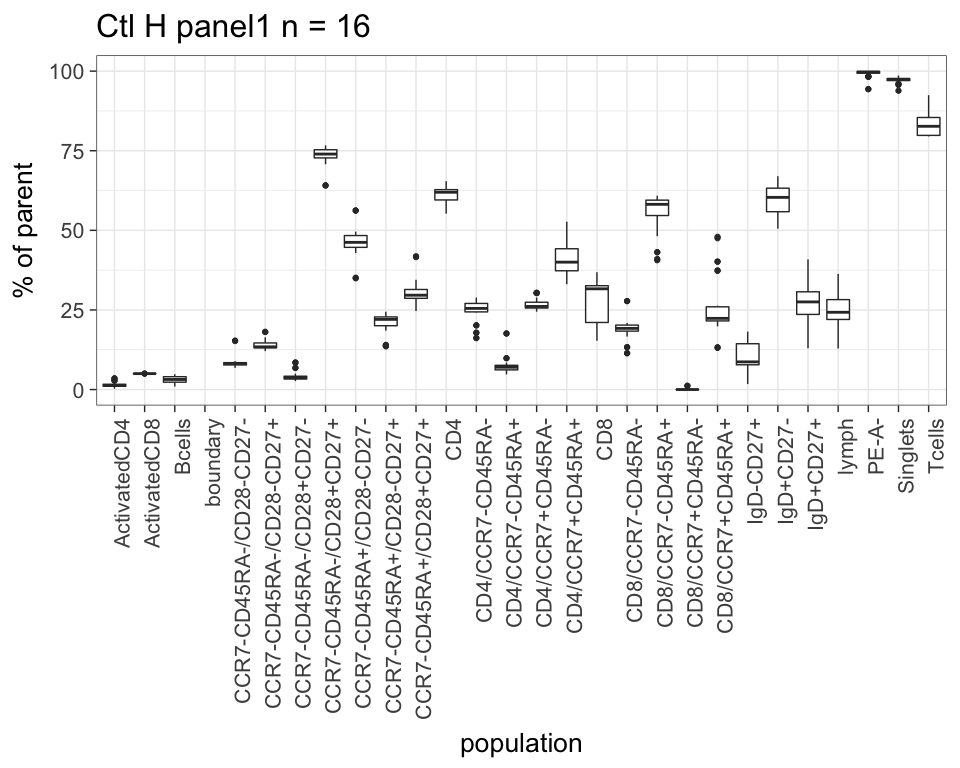 Ctl H panel1 n = 16
% of parent
100
75
50
25
0
ActivatedCD4
ActivatedCD8
Bcells
boundary
CCR7-CD45RA-/CD28-CD27-
CCR7-CD45RA-/CD28-CD27+
CCR7-CD45RA-/CD28+CD27-
CCR7-CD45RA-/CD28+CD27+
CCR7-CD45RA+/CD28-CD27-
CCR7-CD45RA+/CD28-CD27+
CCR7-CD45RA+/CD28+CD27+
CD4
CD4/CCR7-CD45RA-
CD4/CCR7-CD45RA+
CD4/CCR7+CD45RA-
CD4/CCR7+CD45RA+
CD8
CD8/CCR7-CD45RA-
CD8/CCR7-CD45RA+
CD8/CCR7+CD45RA-
CD8/CCR7+CD45RA+
IgD-CD27+
IgD+CD27-
IgD+CD27+
lymph
PE-A-
Singlets
Tcells
population